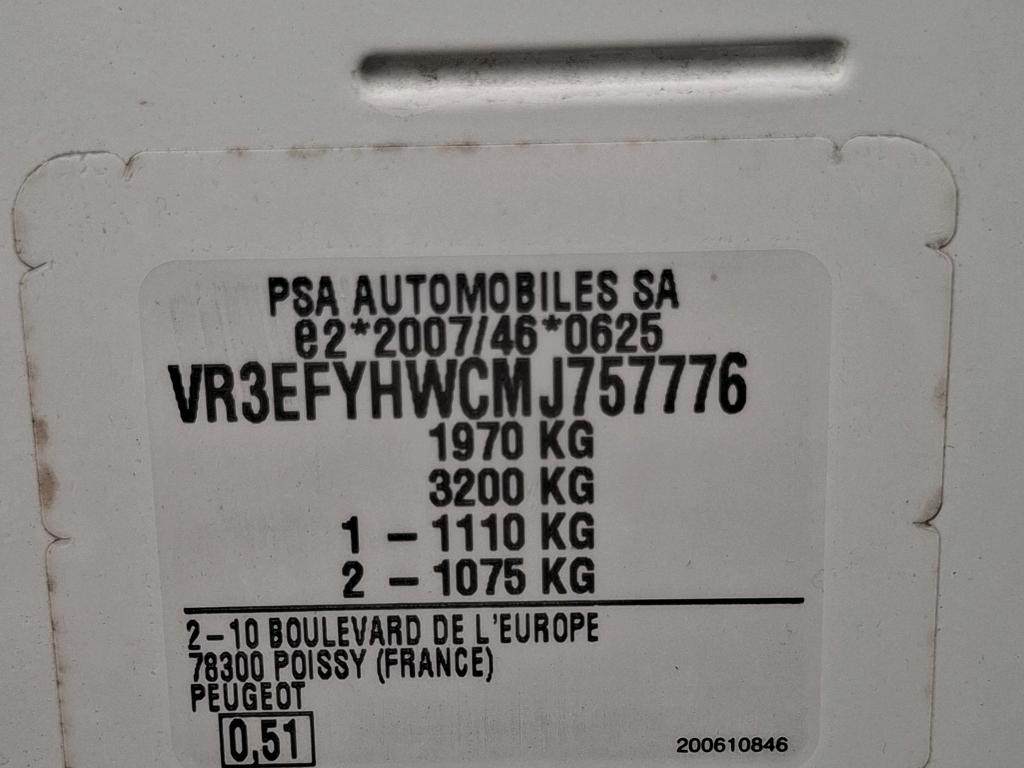 PSA AUTOMOBILES SA
e2*2007/46*0625
VR3EFYHWCMJ757776
1970 KG
3200 KG
1 – 1110 KG
2 – 1075 KG
2–10 BOULEVARD DE L'EUROPE
78300 POISSY (FRANCE)
PEUGEOT
0,51
200610846